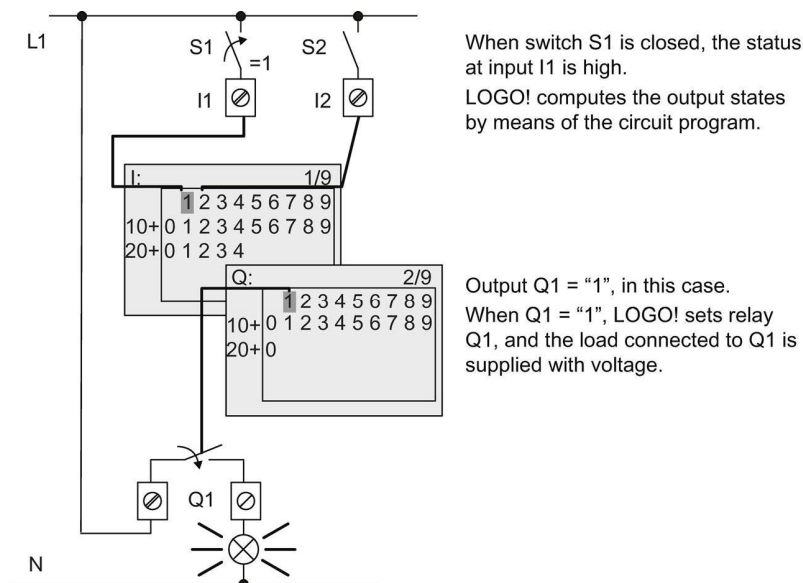 L1
S1
=1
S2
When switch S1 is closed, the status
at input I1 is high.
I1
I2
LOGO! computes the output states
by means of the circuit program.
I: 1/9
1 2 3 4 5 6 7 8 9
10+ 0 1 2 3 4 5 6 7 8 9
20+ 0 1 2 3 4
Q: 2/9
1 2 3 4 5 6 7 8 9
10+ 0 1 2 3 4 5 6 7 8 9
20+ 0
Output Q1 = “1”, in this case.
When Q1 = “1”, LOGO! sets relay
Q1, and the load connected to Q1 is
supplied with voltage.
Q1
N